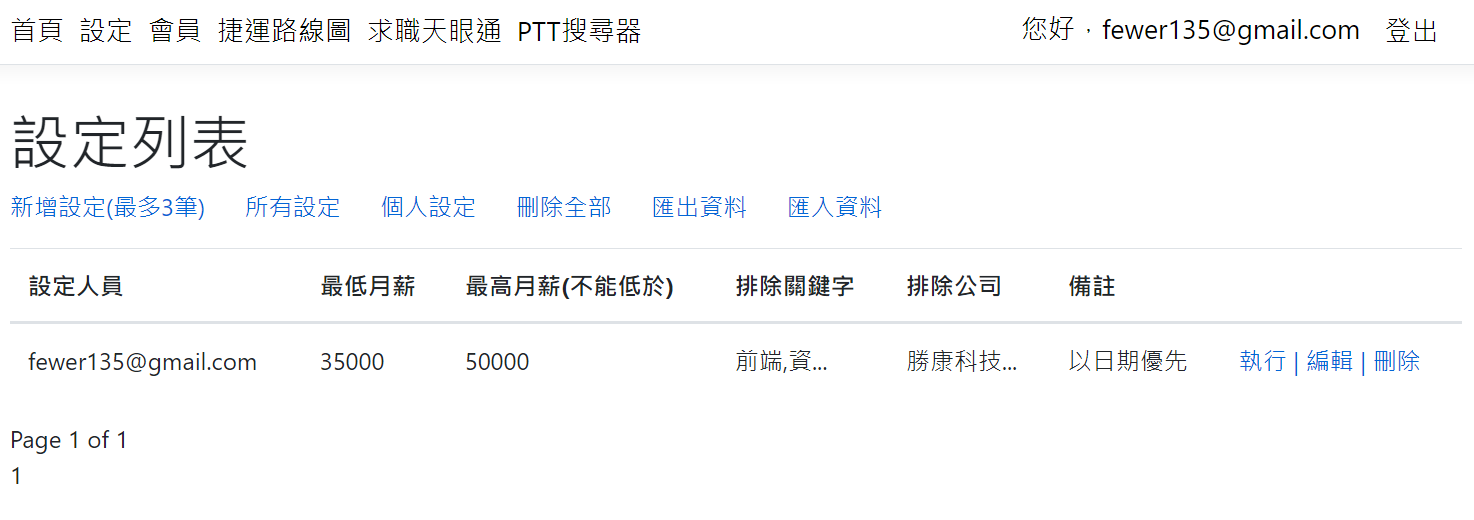 首頁 設定 會員 捷運路線圖 求職天眼通 PTT搜尋器 您好，fewer135@gmail.com 登出
設定列表
新增設定(最多3筆) 所有設定 個人設定 刪除全部 匯出資料 匯入資料
設定人員 最低月薪 最高月薪(不能低於) 排除關鍵字 排除公司 備註
fewer135@gmail.com 35000 50000 前端,資... 勝康科技... 以日期優先 執行 | 編輯 | 刪除
Page 1 of 1
1